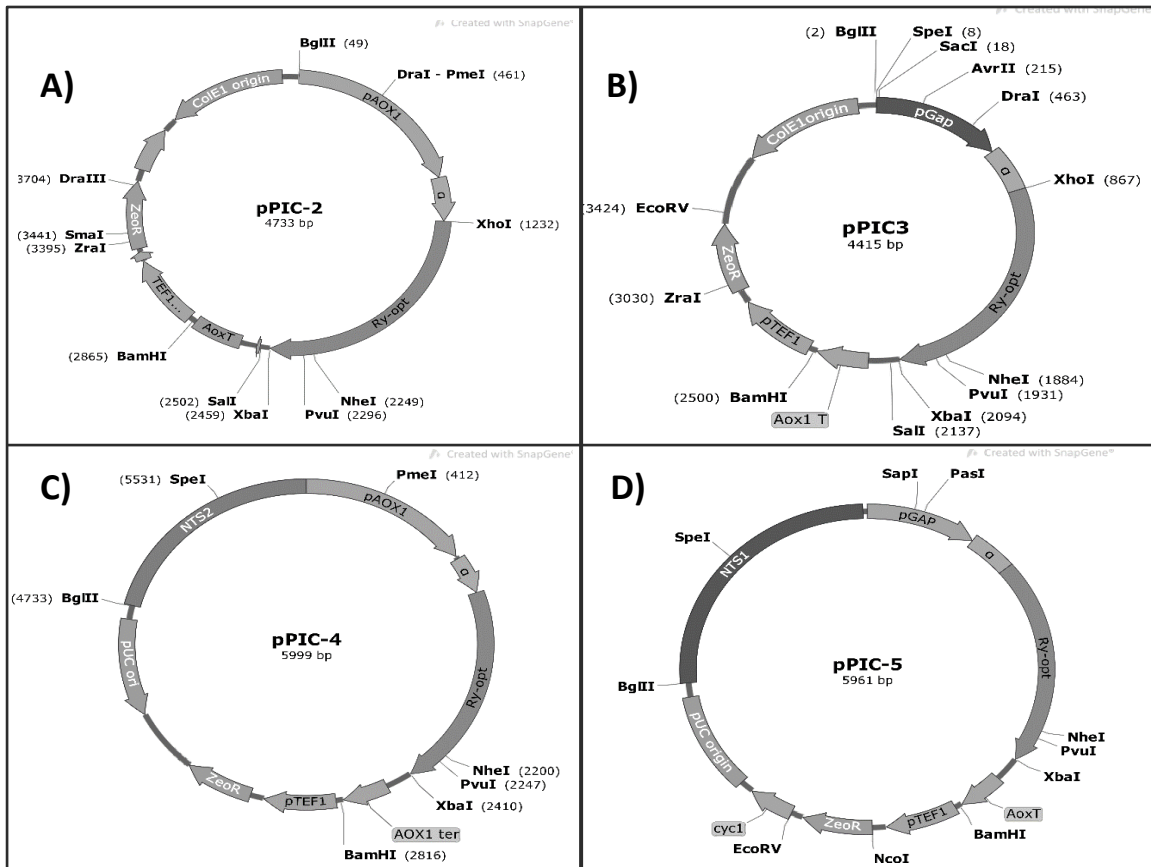 Created with SnapGene®
A)
BglII (49)
DraI - PmeI (461)
ColE1 origin
pAOX1
α
3704) DraIII
pPIC-2
4733 bp
XhoI (1232)
ZeoR
(3441) SmaI
(3395) ZraI
TEF1...
AoxT
Ry-opt
(2865) BamHI
(2502) SalI
(2459) XbaI
NheI (2249)
PvuI (2296)
Created with SnapGene
B)
(2) BglII
SpeI (8)
SacI (18)
AvrII (215)
DraI (463)
ColE1origin
pGap
α
XhoI (867)
(3424) EcoRV
pPIC3
4415 bp
ZeoR
Ry-opt
(3030) ZraI
pTEF1
NheI (1884)
PvuI (1931)
(2500) BamHI
Aox1 T
XbaI (2094)
SalI (2137)
Created with SnapGene
C)
(5531) SpeI
PmeI (412)
NTS2
pAOX1
α
(4733) BglII
pPIC-4
5999 bp
pUC ori
Ry-opt
ZeoR
pTEF1
NheI (2200)
PvuI (2247)
XbaI (2410)
AOX1 ter
BamHI (2816)
Created with SnapGene®
D)
SapI
PasI
pGAP
SpeI
NTS1
α
pPIC-5
5961 bp
Ry-opt
BglII
pUC origin
NheI
PvuI
XbaI
cyc1
AoxT
EcoRV
ZeoR
pTEF1
BamHI
NcoI